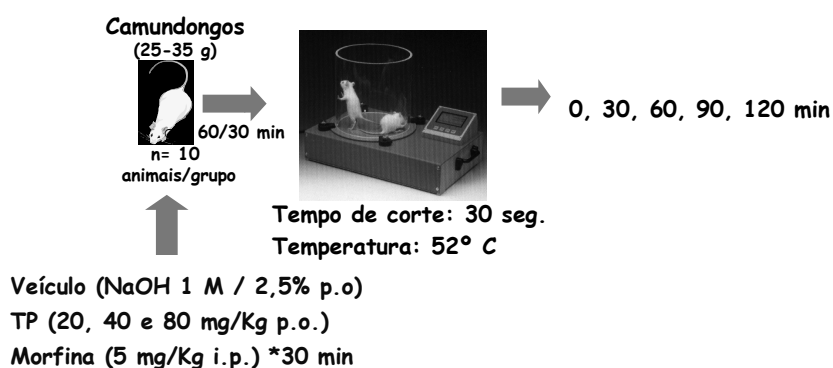 Camundongos
(25-35 g)
60/30 min
n= 10
animais/grupo
0, 30, 60, 90, 120 min
Tempo de corte: 30 seg.
Temperatura: 52º C
Veículo (NaOH 1 M / 2,5% p.o)
TP (20, 40 e 80 mg/Kg p.o.)
Morfina (5 mg/Kg i.p.) *30 min